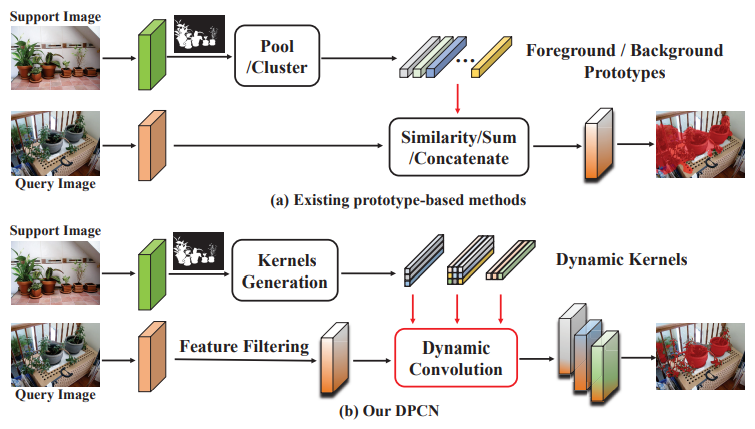 Support Image
Pool
/Cluster
...
Foreground / Background
Prototypes
Similarity/Sum
/Concatenate
Query Image
(a) Existing prototype-based methods
Support Image
Kernels
Generation
Dynamic Kernels
Feature Filtering
Dynamic
Convolution
Query Image
(b) Our DPCN